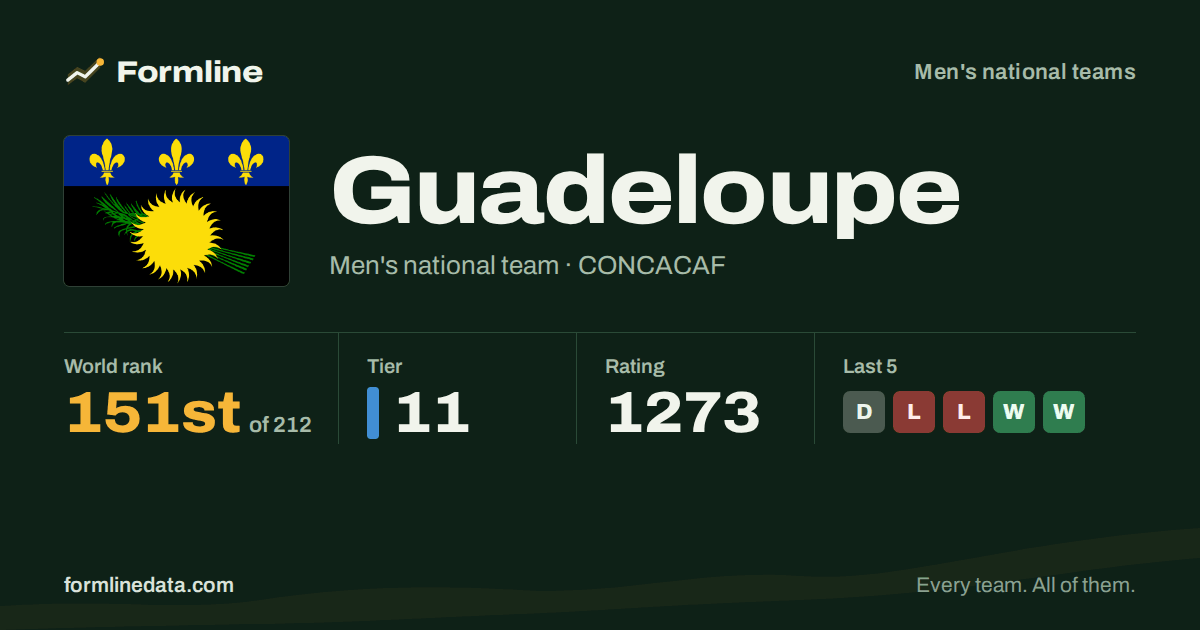 Formline
Men's national teams
Guadeloupe
Men's national team · CONCACAF
World rank
151st of 212
Tier
11
Rating
1273
Last 5
D L L W W
formlinedata.com
Every team. All of them.